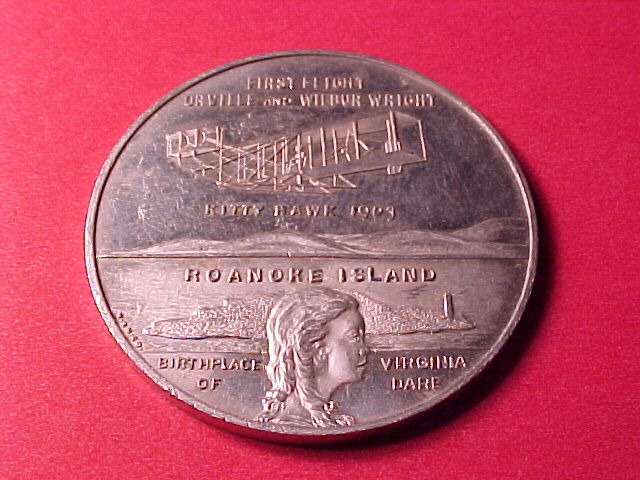 FIRST FLIGHT
ORVILLE AND WILBUR WRIGHT
KITTY HAWK 1903
ROANOKE ISLAND
BIRTHPLACE VIRGINIA
OF DARE